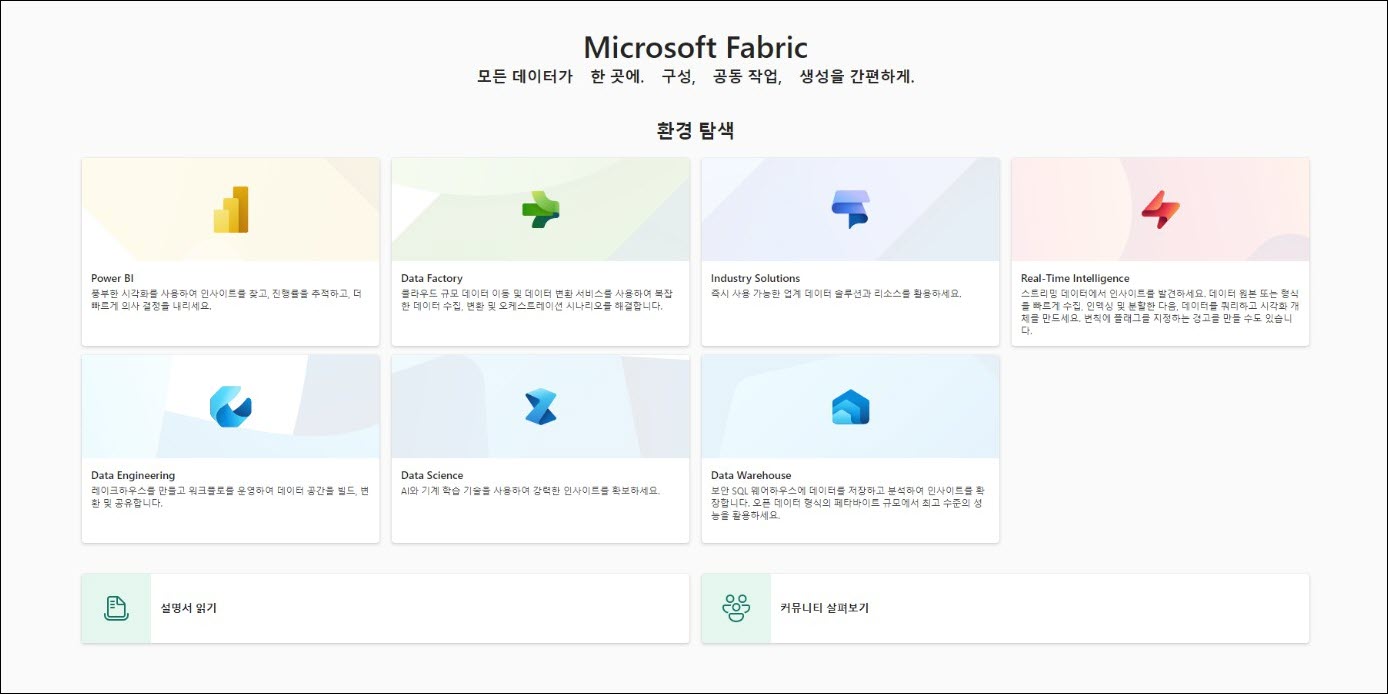 Microsoft Fabric
모든 데이터가 한 곳에. 구성, 공동 작업, 생성을 간편하게.
환경 탐색
Power BI
풍부한 시각화를 사용하여 인사이트를 찾고, 진행률을 추적하고, 더
빠르게 의사 결정을 내리세요.
Data Factory
클라우드 규모 데이터 이동 및 데이터 변환 서비스를 사용하여 복잡
한 데이터 수집, 변환 및 오케스트레이션 시나리오를 해결합니다.
Industry Solutions
즉시 사용 가능한 업계 데이터 솔루션과 리소스를 활용하세요.
Real-Time Intelligence
스트리밍 데이터에서 인사이트를 발견하세요. 데이터 원본 또는 형식
을 빠르게 수집, 인덱싱 및 분할한 다음, 데이터를 쿼리하고 시각화 개
체를 만드세요. 변칙에 플래그를 지정하는 경고를 만들 수도 있습니
다.
Data Engineering
레이크하우스를 만들고 워크플로를 운영하여 데이터 공간을 빌드, 변
환 및 공유합니다.
Data Science
AI와 기계 학습 기술을 사용하여 강력한 인사이트를 확보하세요.
Data Warehouse
보안 SQL 웨어하우스에 데이터를 저장하고 분석하여 인사이트를 확
장합니다. 오픈 데이터 형식의 페타바이트 규모에서 최고 수준의 성
능을 활용하세요.
설명서 읽기
커뮤니티 살펴보기